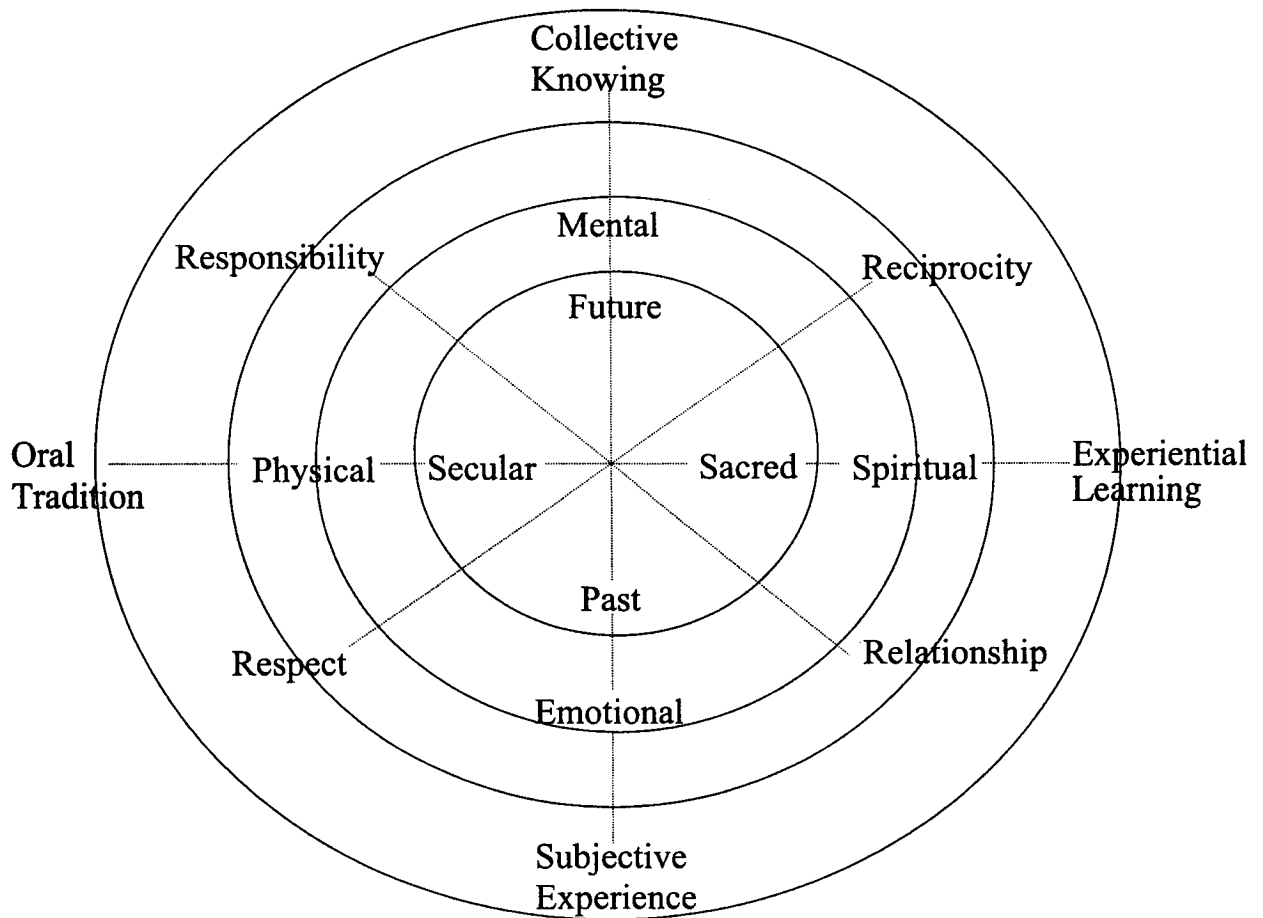 Collective
Knowing
Mental
Responsibility
Reciprocity
Future
Oral
Tradition
Physical
Secular
Sacred
Spiritual
Experiential
Learning
Past
Respect
Relationship
Emotional
Subjective
Experience